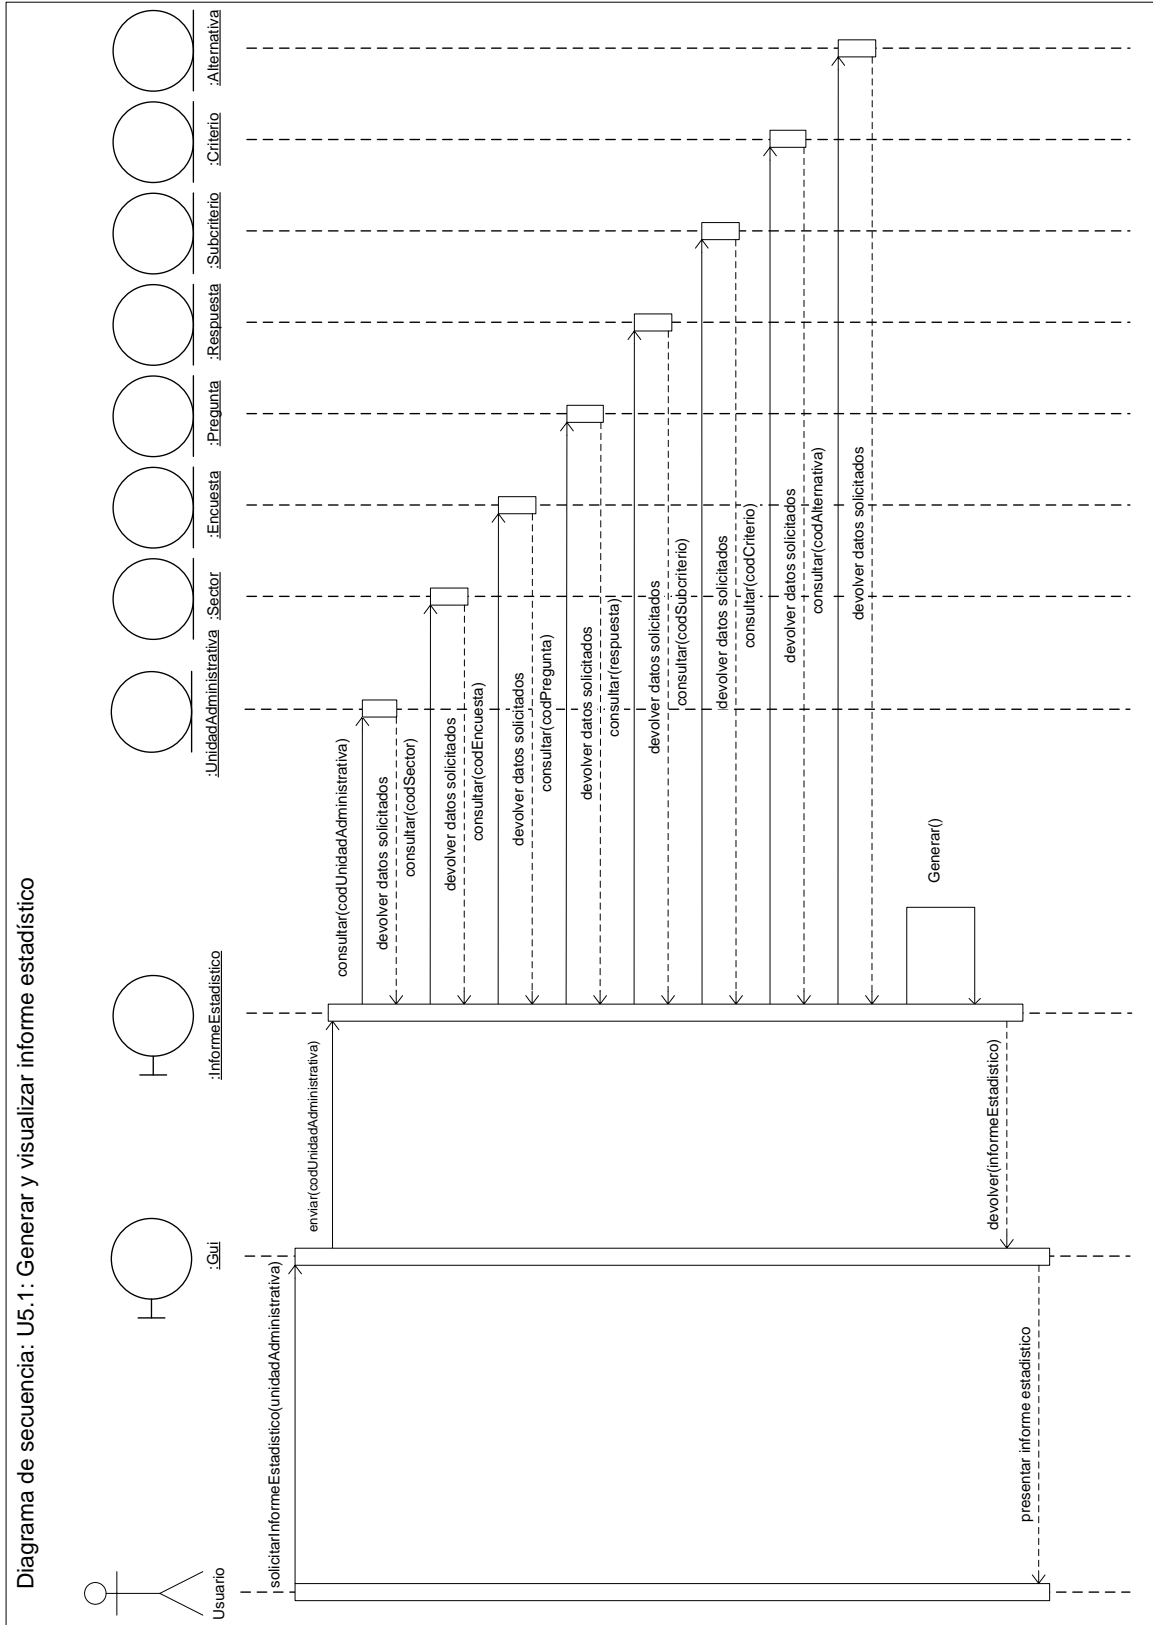 Diagrama de secuencia: U5.1: Generar y visualizar informe estadístico
Usuario
:Gui
:InformeEstadistico
:UnidadAdministrativa
:Sector
:Encuesta
:Pregunta
:Respuesta
:Subcriterio
:Criterio
:Alternativa
solicitarInformeEstadistico(unidadAdministrativa)
enviar(codUnidadAdministrativa)
consultar(codUnidadAdministrativa)
devolver datos solicitados
consultar(codSector)
devolver datos solicitados
consultar(codEncuesta)
devolver datos solicitados
consultar(codPregunta)
devolver datos solicitados
consultar(respuesta)
devolver datos solicitados
consultar(codSubcriterio)
devolver datos solicitados
consultar(codCriterio)
devolver datos solicitados
consultar(codAlternativa)
devolver datos solicitados
Generar()
devolver(informeEstadistico)
presentar informe estadistico